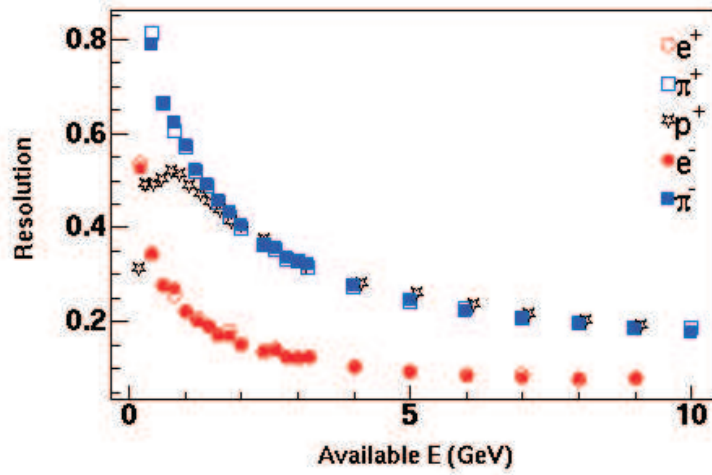 0.8
0.6
0.4
0.2
0
5
10
Resolution
Available E (GeV)
e⁺
π⁺
p⁺
e⁻
π⁻